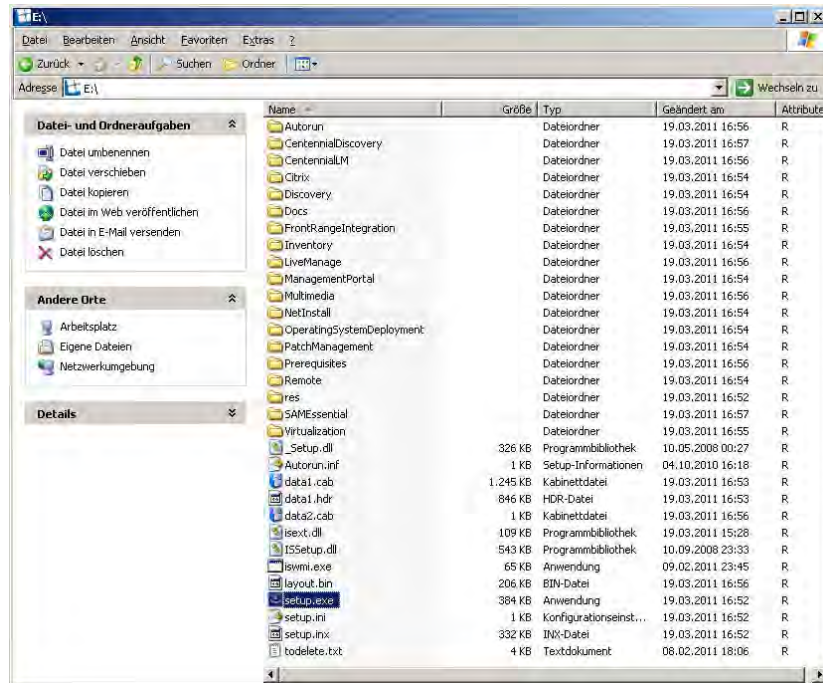 E:\
Datei Bearbeiten Ansicht Favoriten Extras ?
Zurück Suchen Ordner
Adresse E:\ Wechseln zu
Datei- und Ordneraufgaben
Datei umbenennen
Datei verschieben
Datei kopieren
Datei im Web veröffentlichen
Datei in E-Mail versenden
Datei löschen
Andere Orte
Arbeitsplatz
Eigene Dateien
Netzwerkumgebung
Details
Name Größe Typ Geändert am Attribute
Autorun Dateiordner 19.03.2011 16:56 R
CentennialDiscovery Dateiordner 19.03.2011 16:57 R
CentennialLM Dateiordner 19.03.2011 16:56 R
Citrix Dateiordner 19.03.2011 16:54 R
Discovery Dateiordner 19.03.2011 16:54 R
Docs Dateiordner 19.03.2011 16:56 R
FrontRangeIntegration Dateiordner 19.03.2011 16:55 R
Inventory Dateiordner 19.03.2011 16:54 R
LiveManage Dateiordner 19.03.2011 16:56 R
ManagementPortal Dateiordner 19.03.2011 16:54 R
Multimedia Dateiordner 19.03.2011 16:56 R
NetInstall Dateiordner 19.03.2011 16:54 R
OperatingSystemDeployment Dateiordner 19.03.2011 16:54 R
PatchManagement Dateiordner 19.03.2011 16:54 R
Prerequisites Dateiordner 19.03.2011 16:56 R
Remote Dateiordner 19.03.2011 16:54 R
res Dateiordner 19.03.2011 16:52 R
SAMEssential Dateiordner 19.03.2011 16:57 R
Virtualization Dateiordner 19.03.2011 16:55 R
_Setup.dll 326 KB Programmbibliothek 10.05.2008 00:27 R
Autorun.inf 1 KB Setup-Informationen 04.10.2010 16:18 R
data1.cab 1.245 KB Kabinettdatei 19.03.2011 16:53 R
data1.hdr 846 KB HDR-Datei 19.03.2011 16:53 R
data2.cab 1 KB Kabinettdatei 19.03.2011 16:56 R
isext.dll 109 KB Programmbibliothek 19.03.2011 15:28 R
ISSetup.dll 543 KB Programmbibliothek 10.09.2008 23:33 R
iswmi.exe 65 KB Anwendung 09.02.2011 23:45 R
layout.bin 206 KB BIN-Datei 19.03.2011 16:56 R
setup.exe 384 KB Anwendung 19.03.2011 16:52 R
setup.ini 1 KB Konfigurationseinst... 19.03.2011 16:52 R
setup.inx 332 KB INX-Datei 19.03.2011 16:52 R
todelete.txt 4 KB Textdokument 08.02.2011 18:06 R